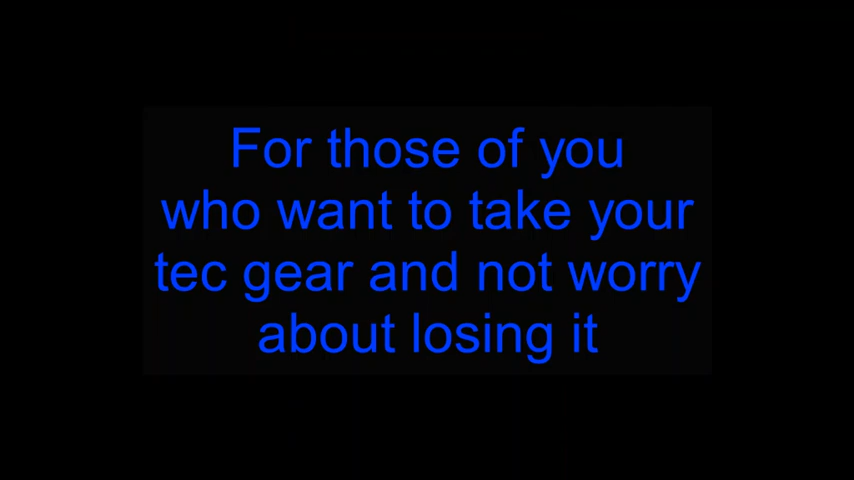 For those of you
who want to take your
tec gear and not worry
about losing it